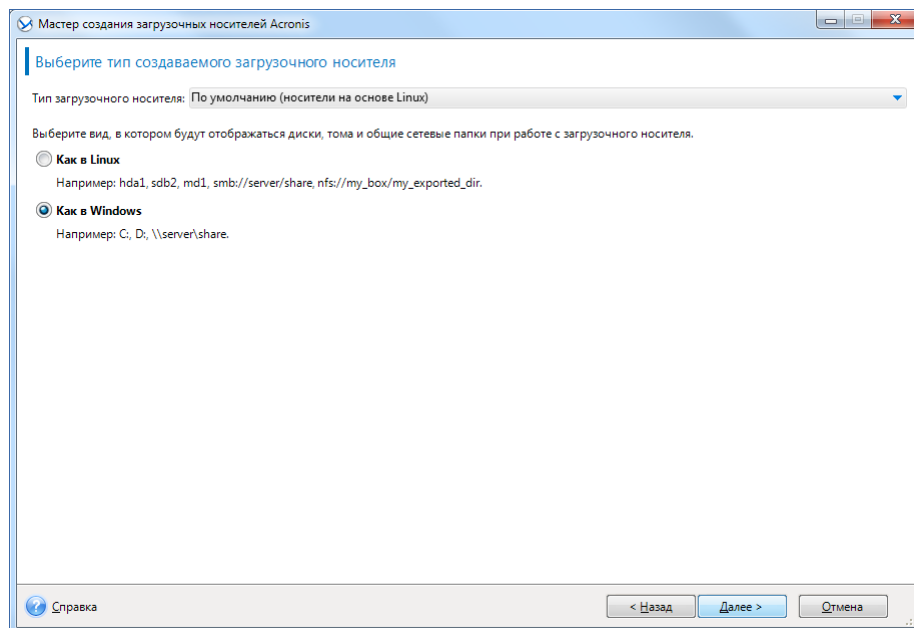 Мастер создания загрузочных носителей Acronis
Выберите тип создаваемого загрузочного носителя
Тип загрузочного носителя: По умолчанию (носители на основе Linux)
Выберите вид, в котором будут отображаться диски, тома и общие сетевые папки при работе с загрузочного носителя.
Как в Linux
Например: hda1, sdb2, md1, smb://server/share, nfs://my_box/my_exported_dir.
Как в Windows
Например: C:, D:, \\server\share.
Справка
< Назад
Далее >
Отмена